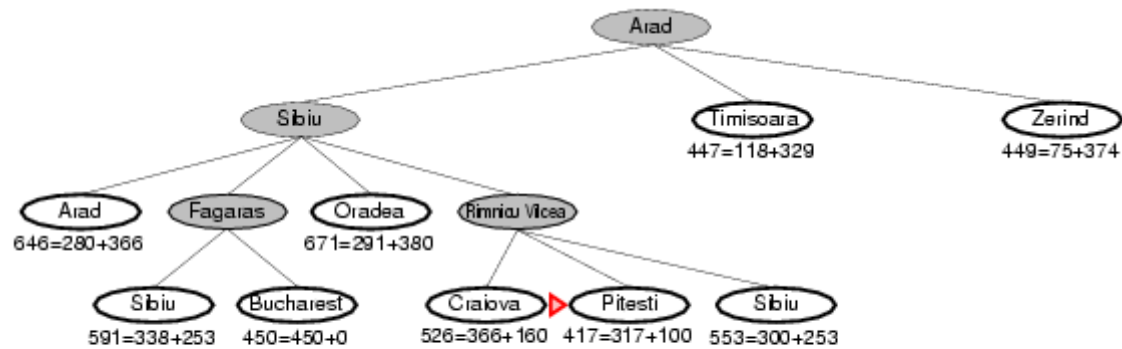 Arad
Sibiu
Timisoara
Zerind
447=118+329
449=75+374
Arad
Fagaras
Oradea
Rimnicu Vilcea
646=280+366
671=291+380
Sibiu
Bucharest
Craiova
Pitesti
Sibiu
591=338+253
450=450+0
526=366+160
417=317+100
553=300+253